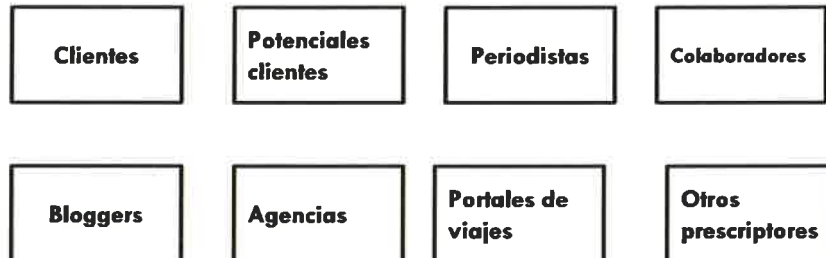 Clientes
Potenciales
clientes
Periodistas
Colaboradores
Bloggers
Agencias
Portales de
viajes
Otros
prescriptores